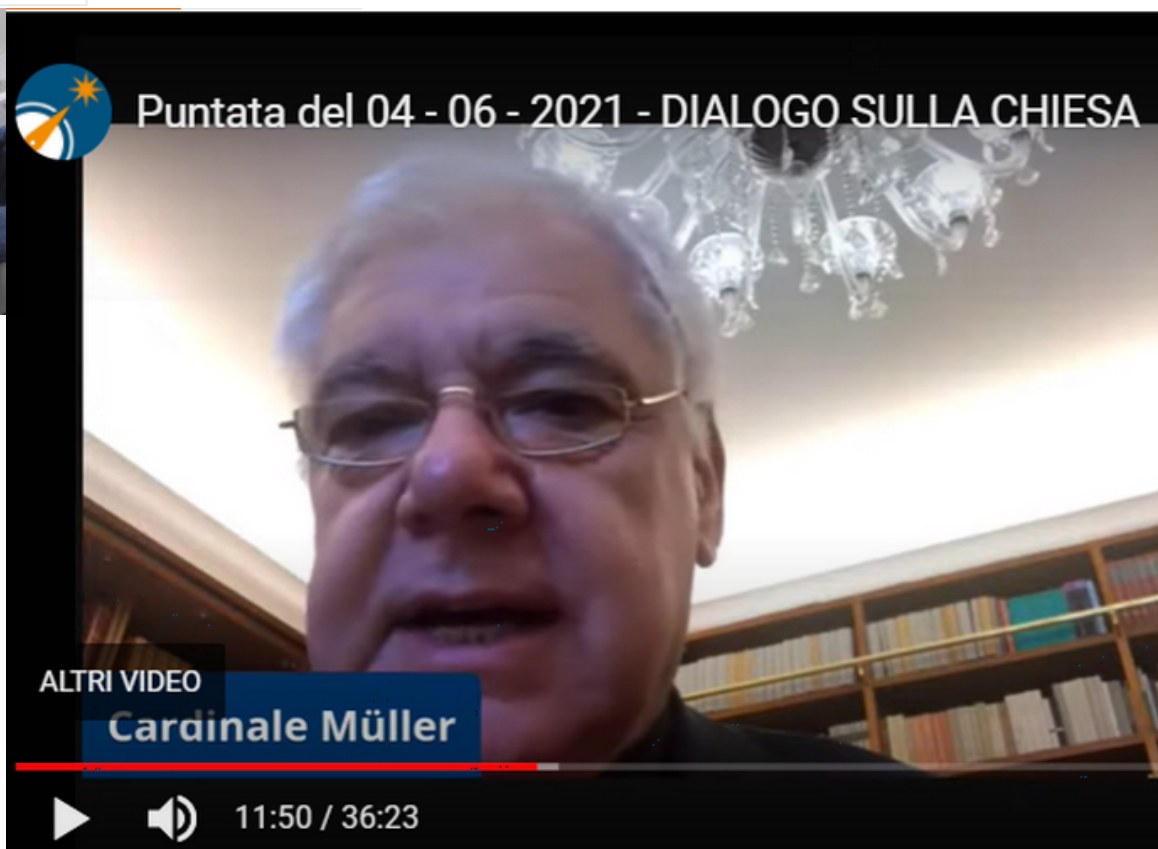 Puntata del 04 - 06 - 2021 - DIALOGO SULLA CHIESA
ALTRI VIDEO
Cardinale Müller
11:50 / 36:23